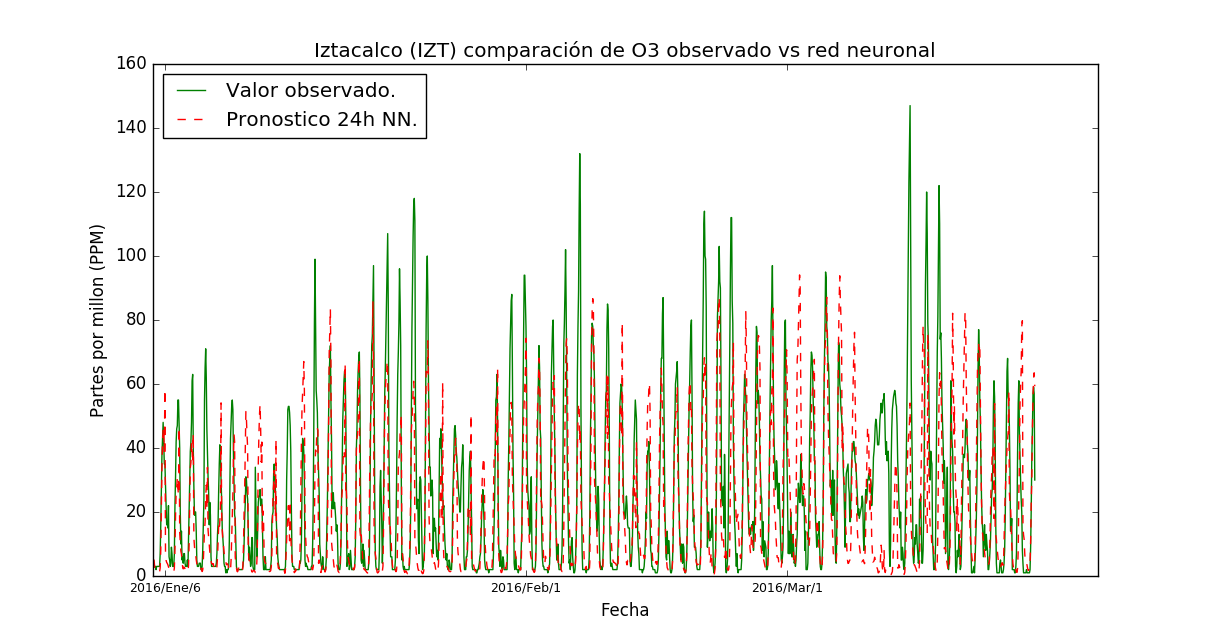 Iztacalco (IZT) comparación de O3 observado vs red neuronal
Valor observado.
Pronostico 24h NN.
Partes por millon (PPM)
160
140
120
100
80
60
40
20
0
2016/Ene/6
2016/Feb/1
2016/Mar/1
Fecha